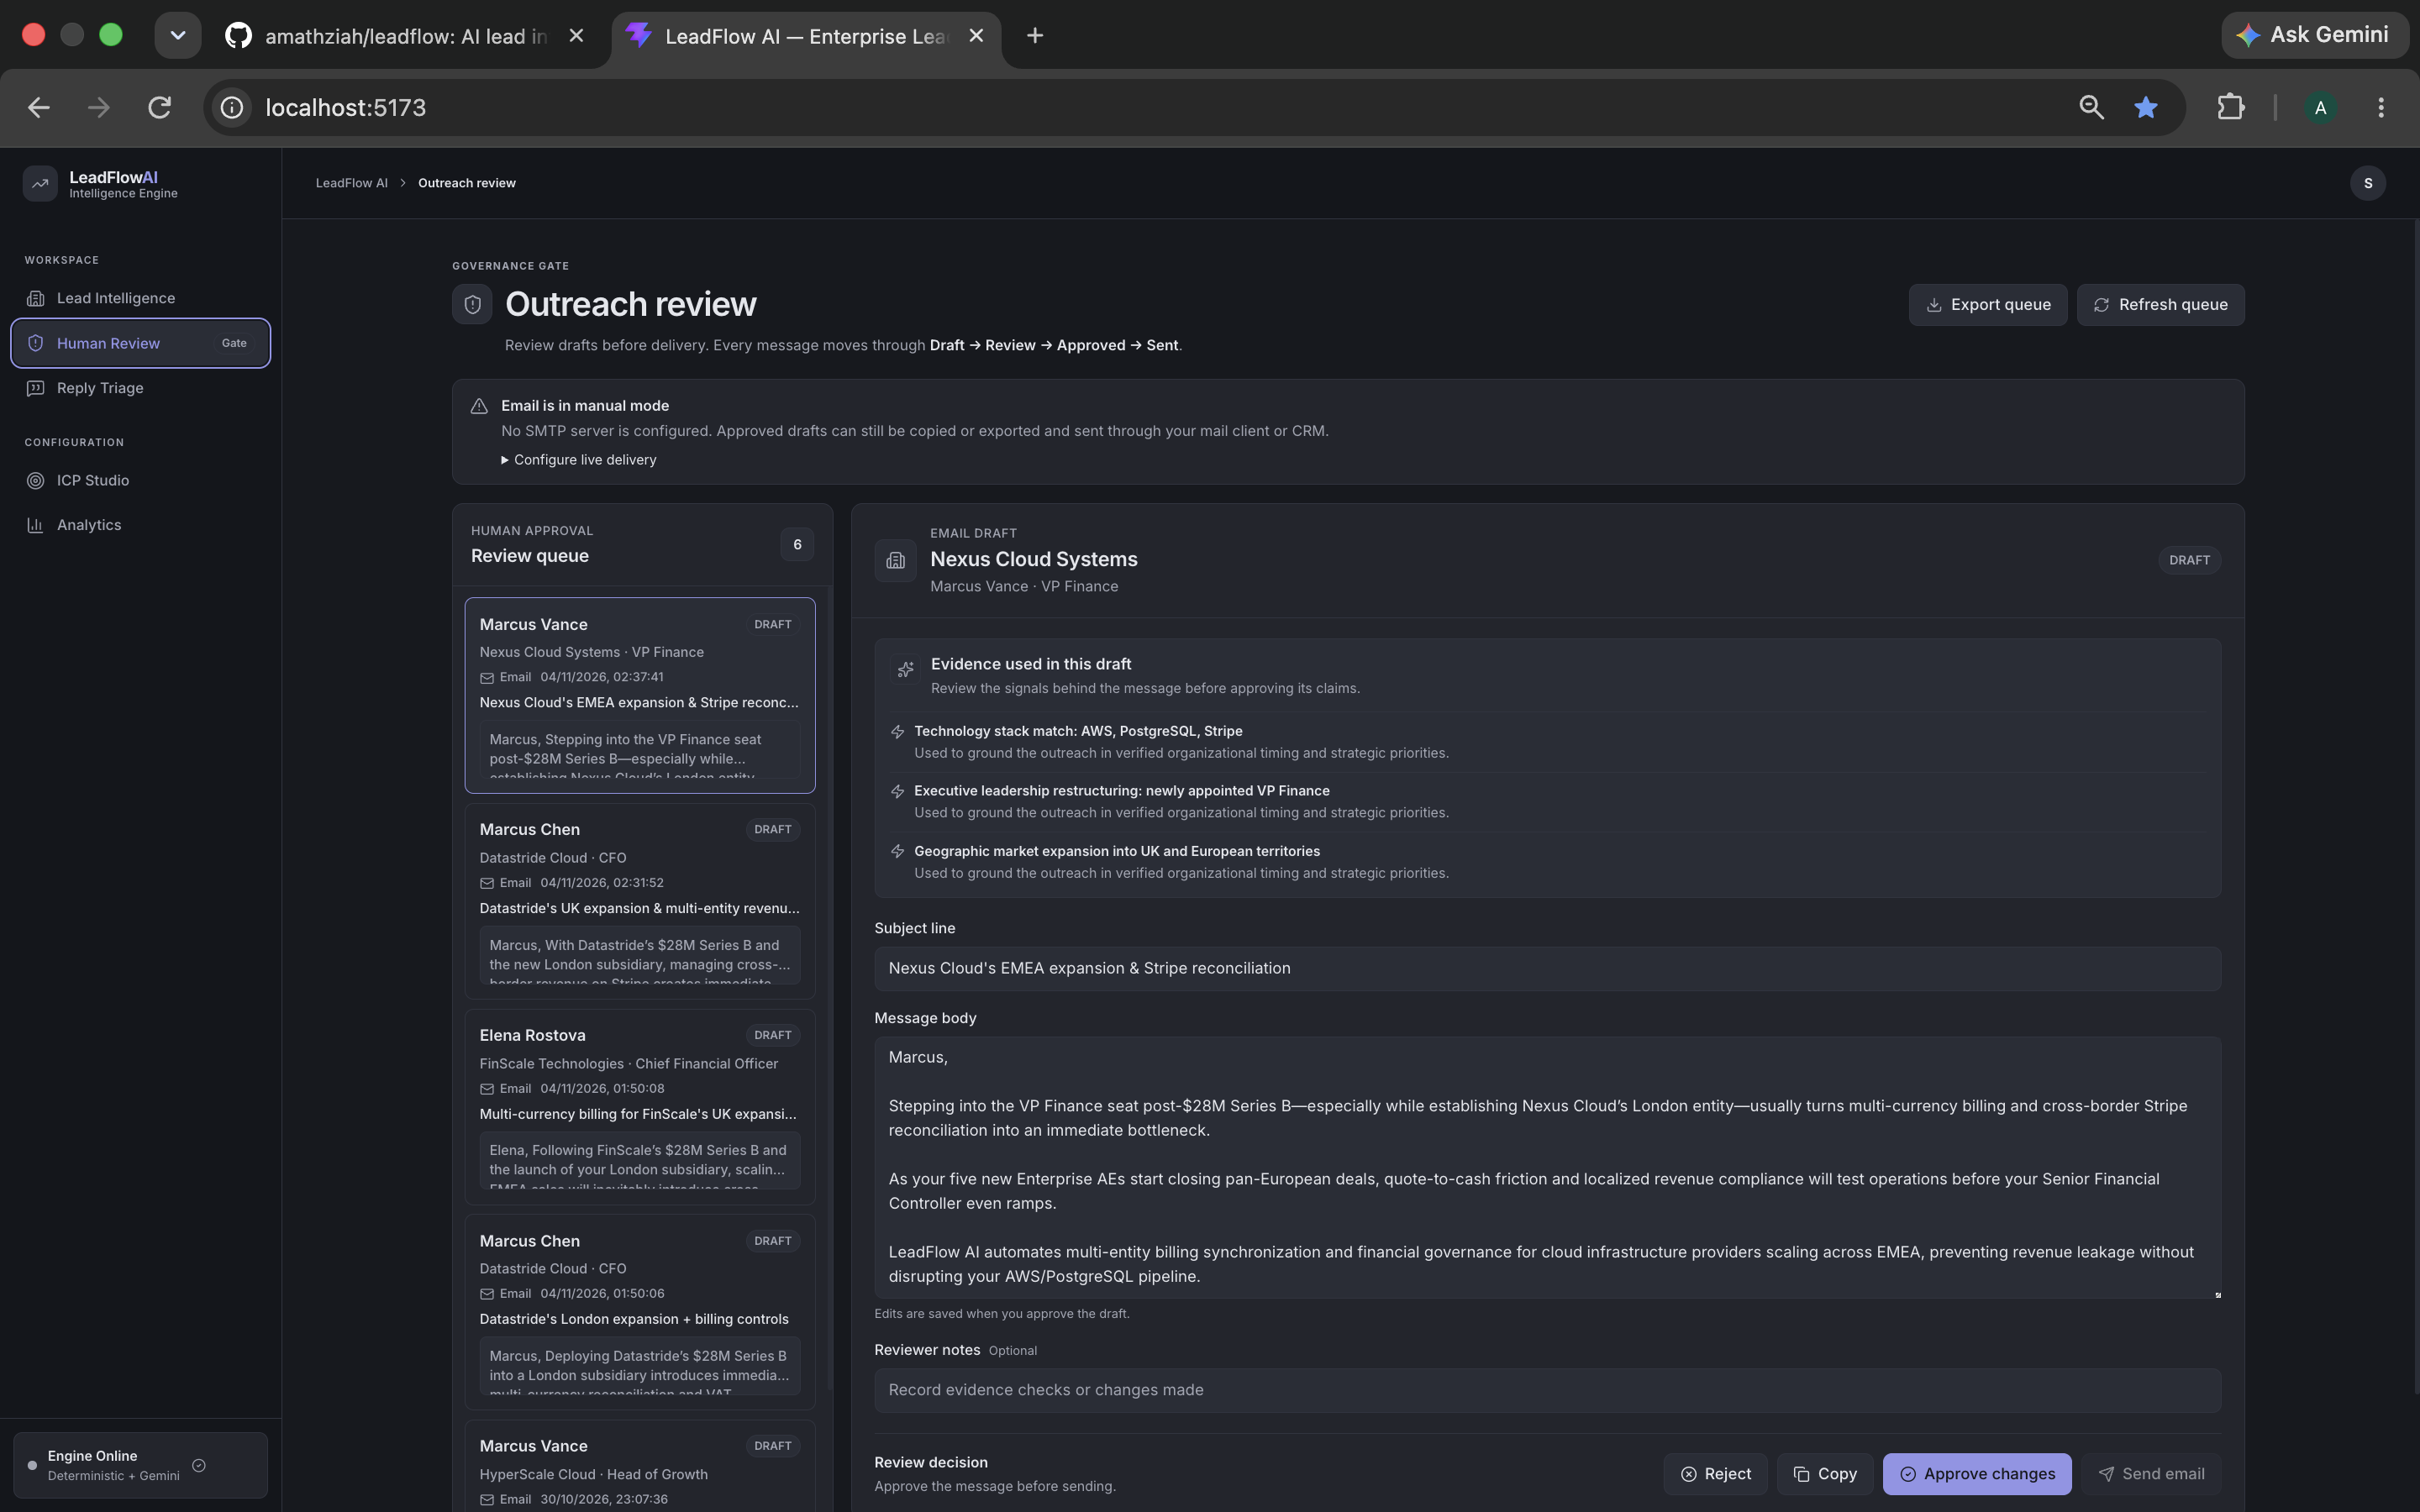 amathziah/leadflow: AI lead in
LeadFlow AI — Enterprise Lea
Ask Gemini
localhost:5173
A
LeadFlowAI
Intelligence Engine
LeadFlow AI > Outreach review
S
WORKSPACE
Lead Intelligence
Human Review
Gate
Reply Triage
CONFIGURATION
ICP Studio
Analytics
Engine Online
Deterministic + Gemini
GOVERNANCE GATE
Outreach review
Review drafts before delivery. Every message moves through Draft → Review → Approved → Sent.
Export queue
Refresh queue
Email is in manual mode
No SMTP server is configured. Approved drafts can still be copied or exported and sent through your mail client or CRM.
Configure live delivery
HUMAN APPROVAL
Review queue
6
Marcus Vance
DRAFT
Nexus Cloud Systems · VP Finance
Email 04/11/2026, 02:37:41
Nexus Cloud's EMEA expansion & Stripe reconc...
Marcus, Stepping into the VP Finance seat
post-$28M Series B—especially while...
establishing Nexus Cloud’s London entity
Marcus Chen
DRAFT
Datastride Cloud · CFO
Email 04/11/2026, 02:31:52
Datastride's UK expansion & multi-entity revenu...
Marcus, With Datastride’s $28M Series B and
the new London subsidiary, managing cross-...
border revenue on Stripe creates immediate
Elena Rostova
DRAFT
FinScale Technologies · Chief Financial Officer
Email 04/11/2026, 01:50:08
Multi-currency billing for FinScale's UK expansi...
Elena, Following FinScale’s $28M Series B and
the launch of your London subsidiary, scalin...
EMEA sales will inevitably introduce cross
Marcus Chen
DRAFT
Datastride Cloud · CFO
Email 04/11/2026, 01:50:06
Datastride's London expansion + billing controls
Marcus, Deploying Datastride’s $28M Series B
into a London subsidiary introduces immedia...
multi-currency reconciliation and VAT
Marcus Vance
DRAFT
HyperScale Cloud · Head of Growth
Email 30/10/2026, 23:07:36
EMAIL DRAFT
Nexus Cloud Systems
Marcus Vance · VP Finance
DRAFT
Evidence used in this draft
Review the signals behind the message before approving its claims.
Technology stack match: AWS, PostgreSQL, Stripe
Used to ground the outreach in verified organizational timing and strategic priorities.
Executive leadership restructuring: newly appointed VP Finance
Used to ground the outreach in verified organizational timing and strategic priorities.
Geographic market expansion into UK and European territories
Used to ground the outreach in verified organizational timing and strategic priorities.
Subject line
Nexus Cloud's EMEA expansion & Stripe reconciliation
Message body
Marcus,
Stepping into the VP Finance seat post-$28M Series B—especially while establishing Nexus Cloud’s London entity—usually turns multi-currency billing and cross-border Stripe
reconciliation into an immediate bottleneck.
As your five new Enterprise AEs start closing pan-European deals, quote-to-cash friction and localized revenue compliance will test operations before your Senior Financial
Controller even ramps.
LeadFlow AI automates multi-entity billing synchronization and financial governance for cloud infrastructure providers scaling across EMEA, preventing revenue leakage without
disrupting your AWS/PostgreSQL pipeline.
Edits are saved when you approve the draft.
Reviewer notes Optional
Record evidence checks or changes made
Review decision
Approve the message before sending.
Reject
Copy
Approve changes
Send email